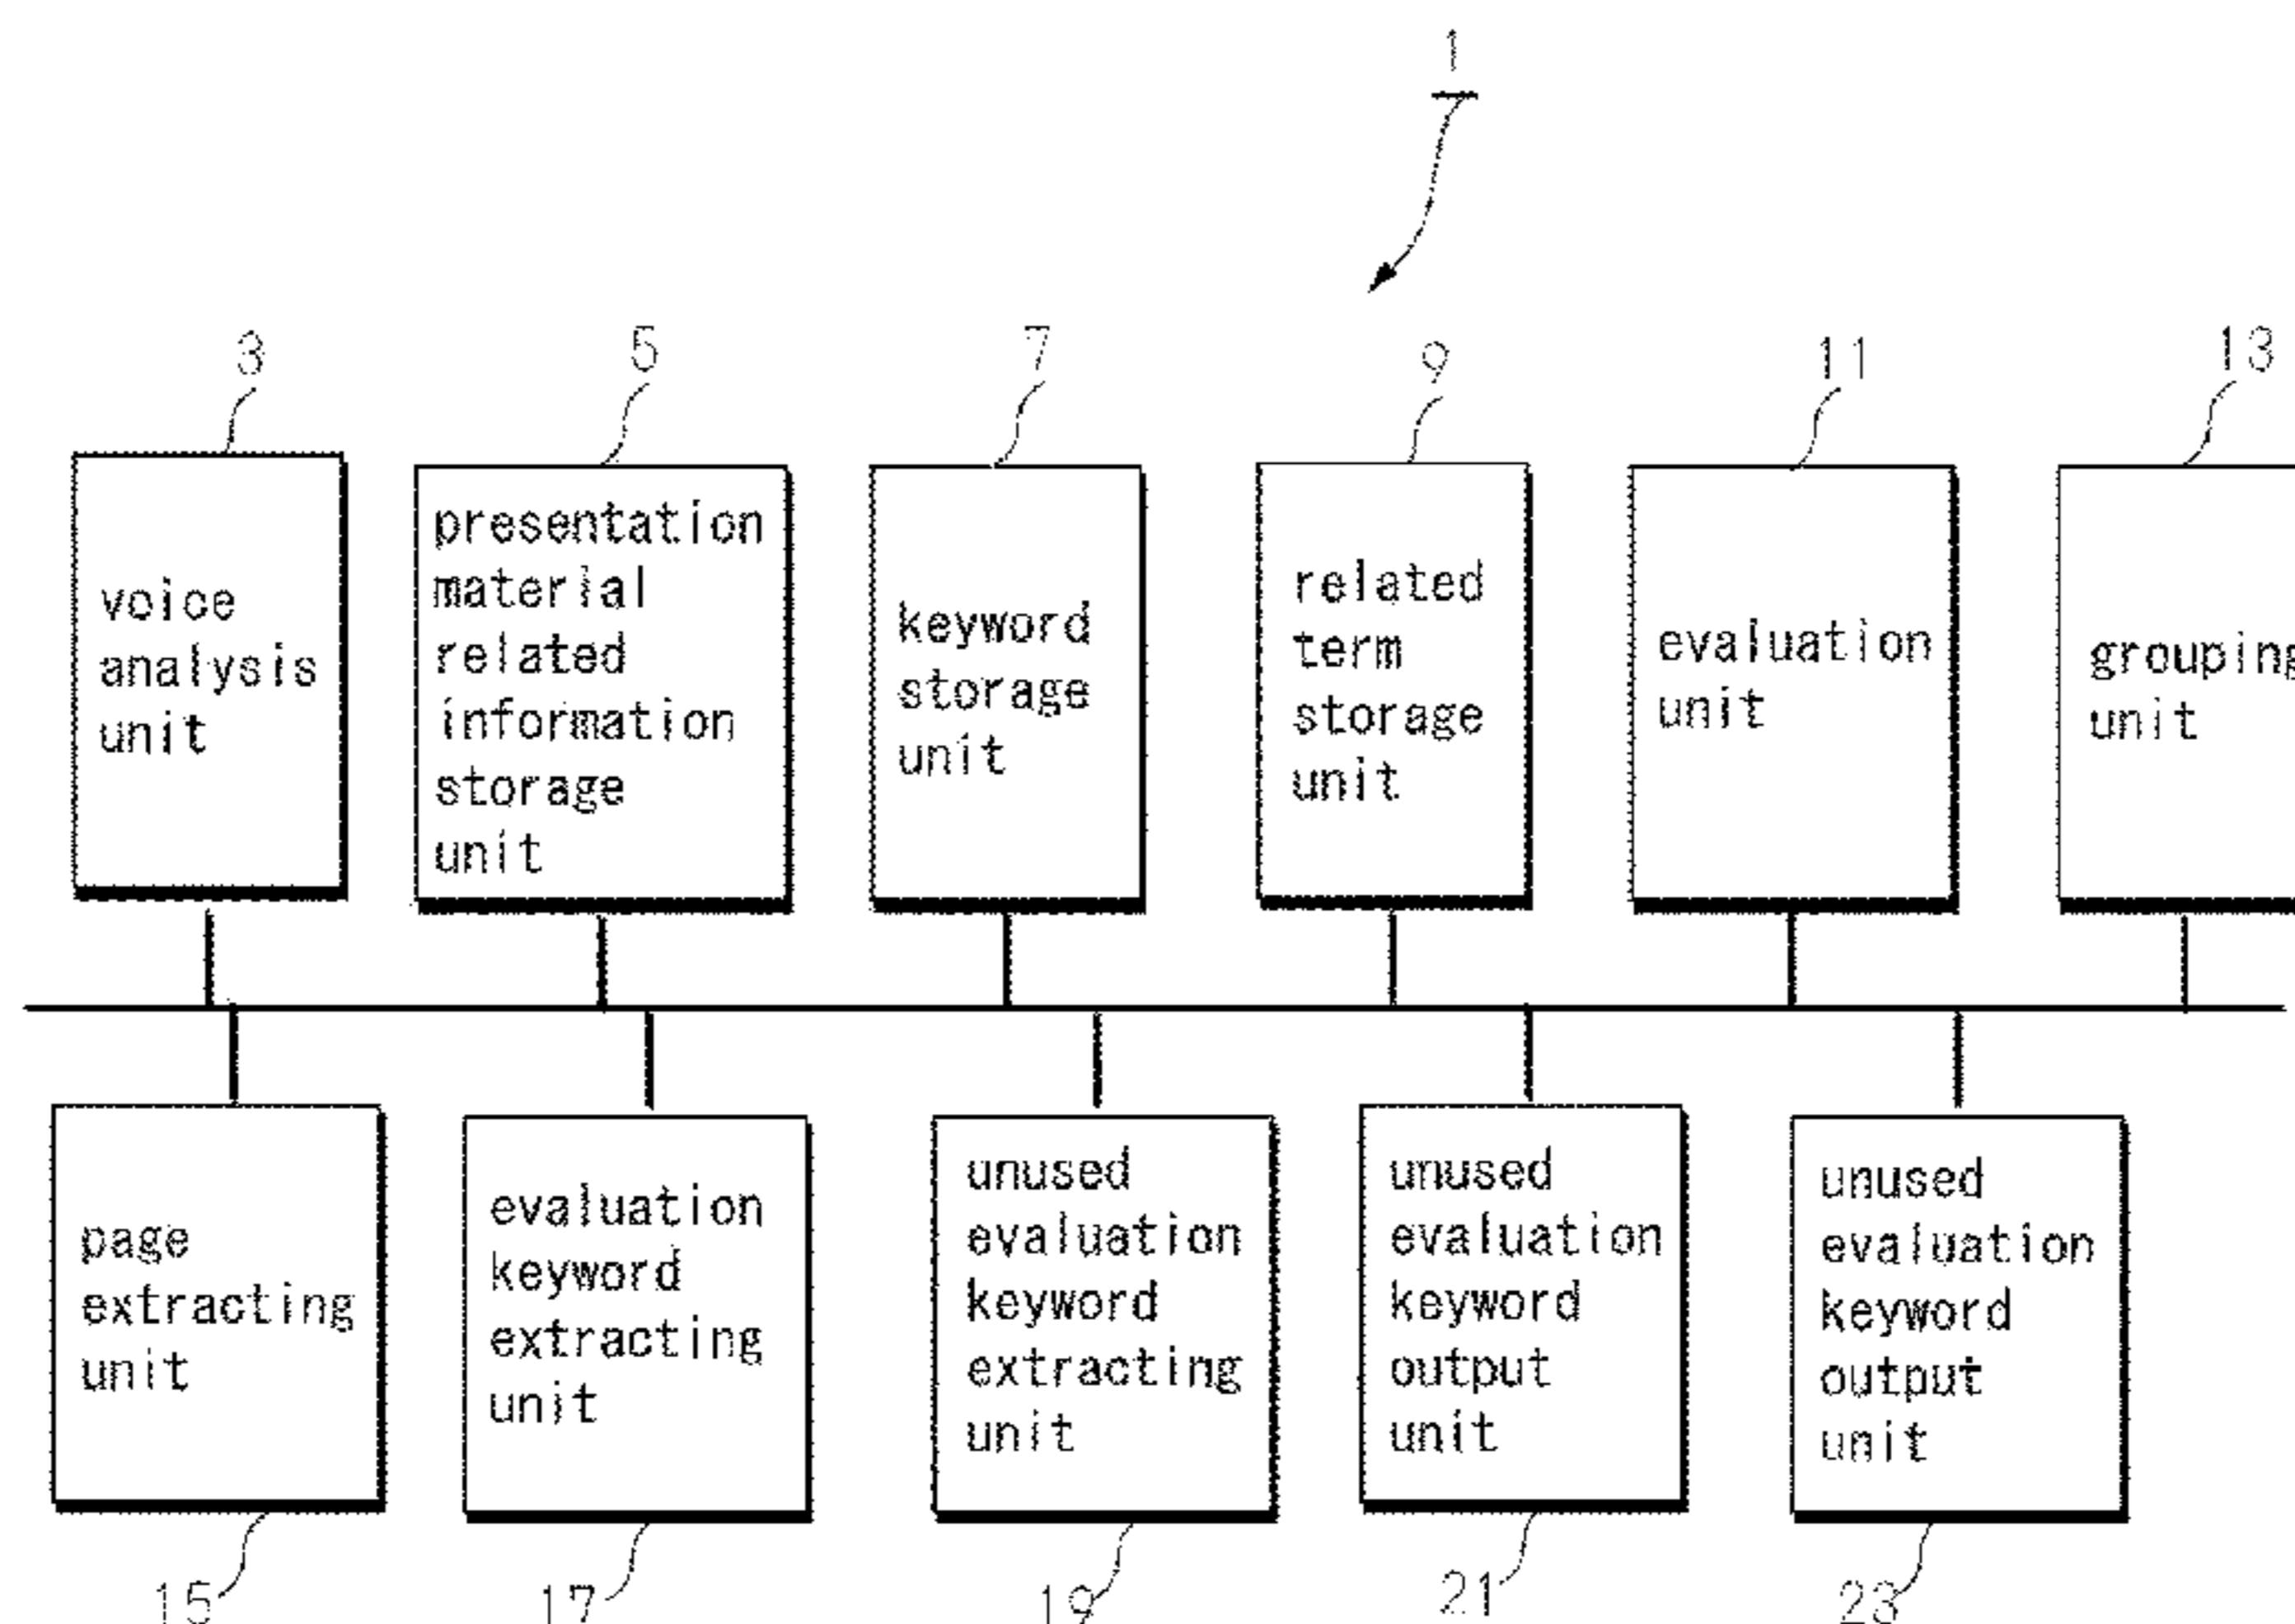 1
3
5
7
9
11
13
voice
analysis
unit
presentation
material
related
information
storage
unit
keyword
storage
unit
related
term
storage
unit
evaluation
unit
grouping
unit
page
extracting
unit
evaluation
keyword
extracting
unit
unused
evaluation
keyword
extracting
unit
unused
evaluation
keyword
output
unit
unused
evaluation
keyword
output
unit
15
17
19
21
23